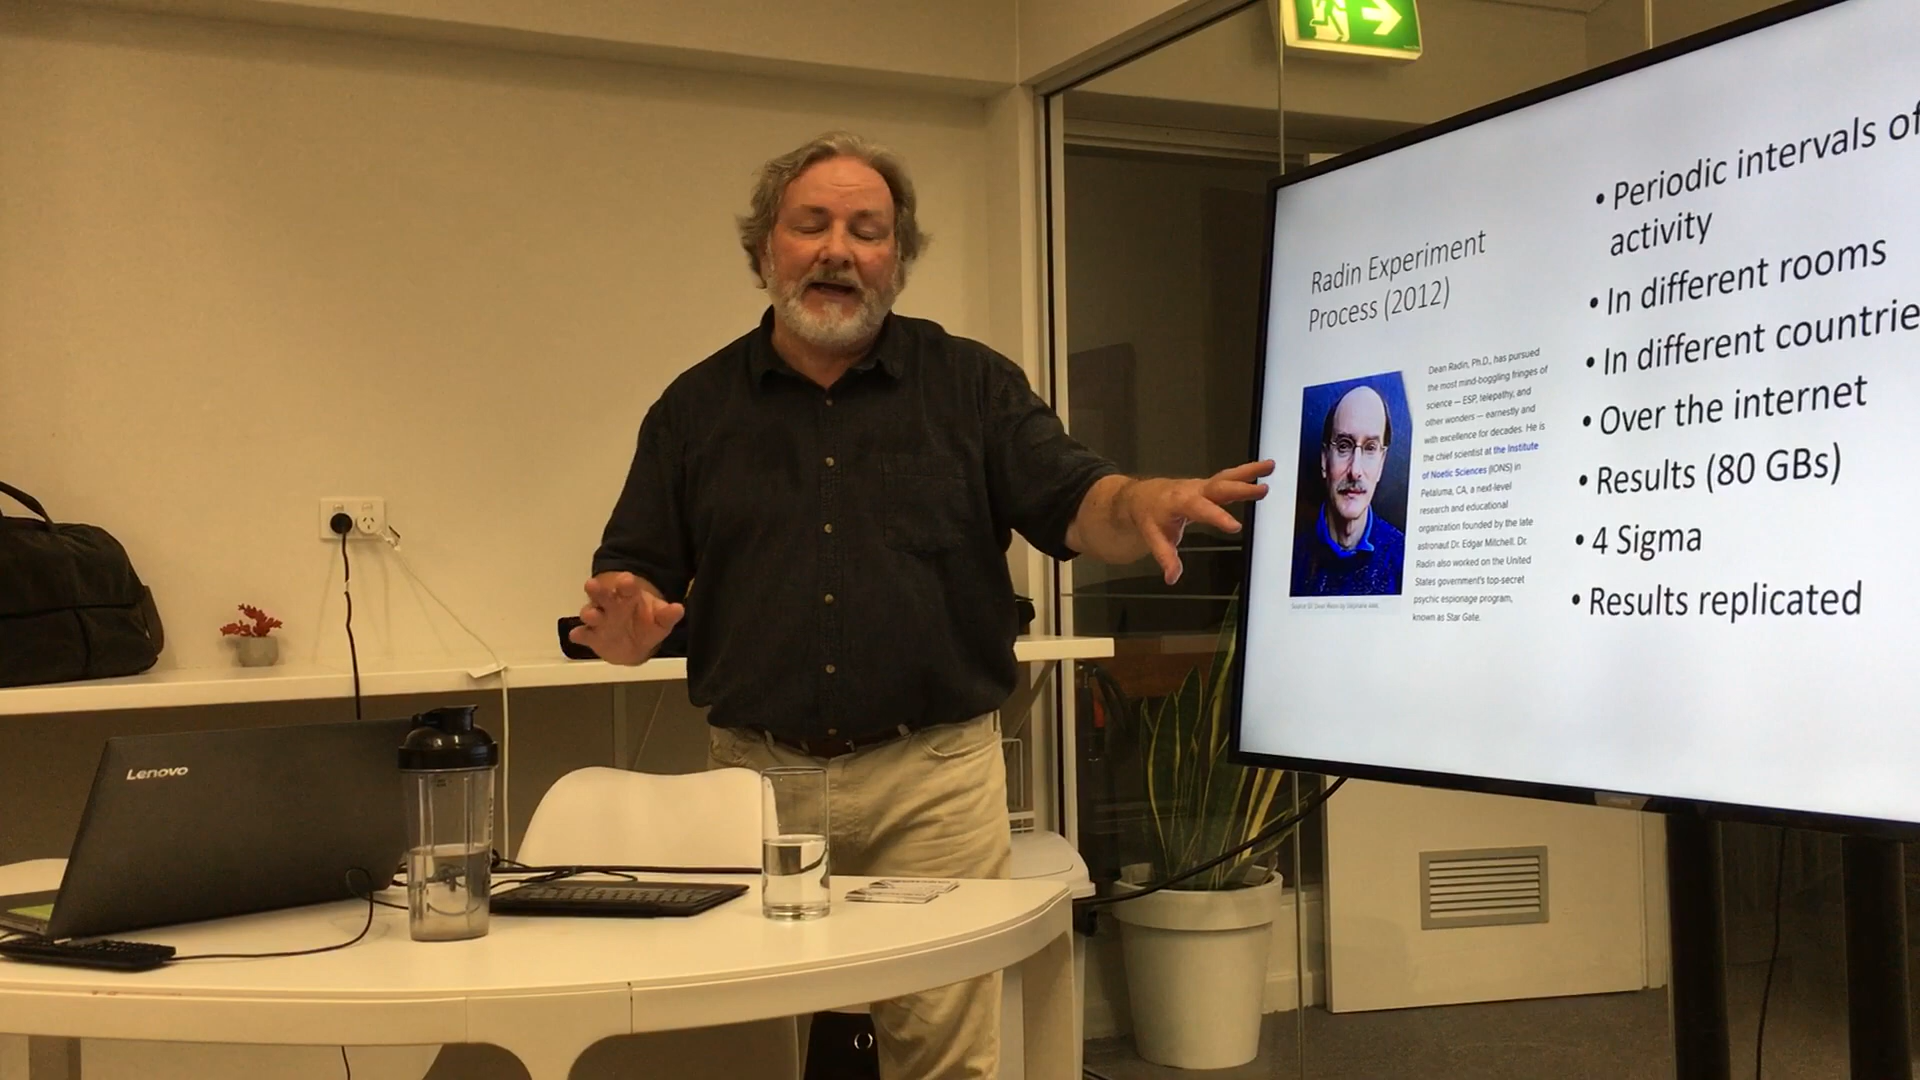 Radin Experiment
Process (2012)
Dean Radin, Ph.D., has pursued
the most mind-boggling fringes of
science — ESP, telepathy, and
other wonders — earnestly and
with excellence for decades. He is
the chief scientist at the Institute
of Noetic Sciences (IONS) in
Petaluma, CA, a next-level
research and educational
organization founded by the late
astronaut Dr. Edgar Mitchell. Dr.
Radin also worked on the United
States government's top-secret
psychic espionage program,
known as Star Gate.
• Periodic intervals of
activity
• In different rooms
• In different countrie
• Over the internet
• Results (80 GBs)
• 4 Sigma
• Results replicated
Lenovo